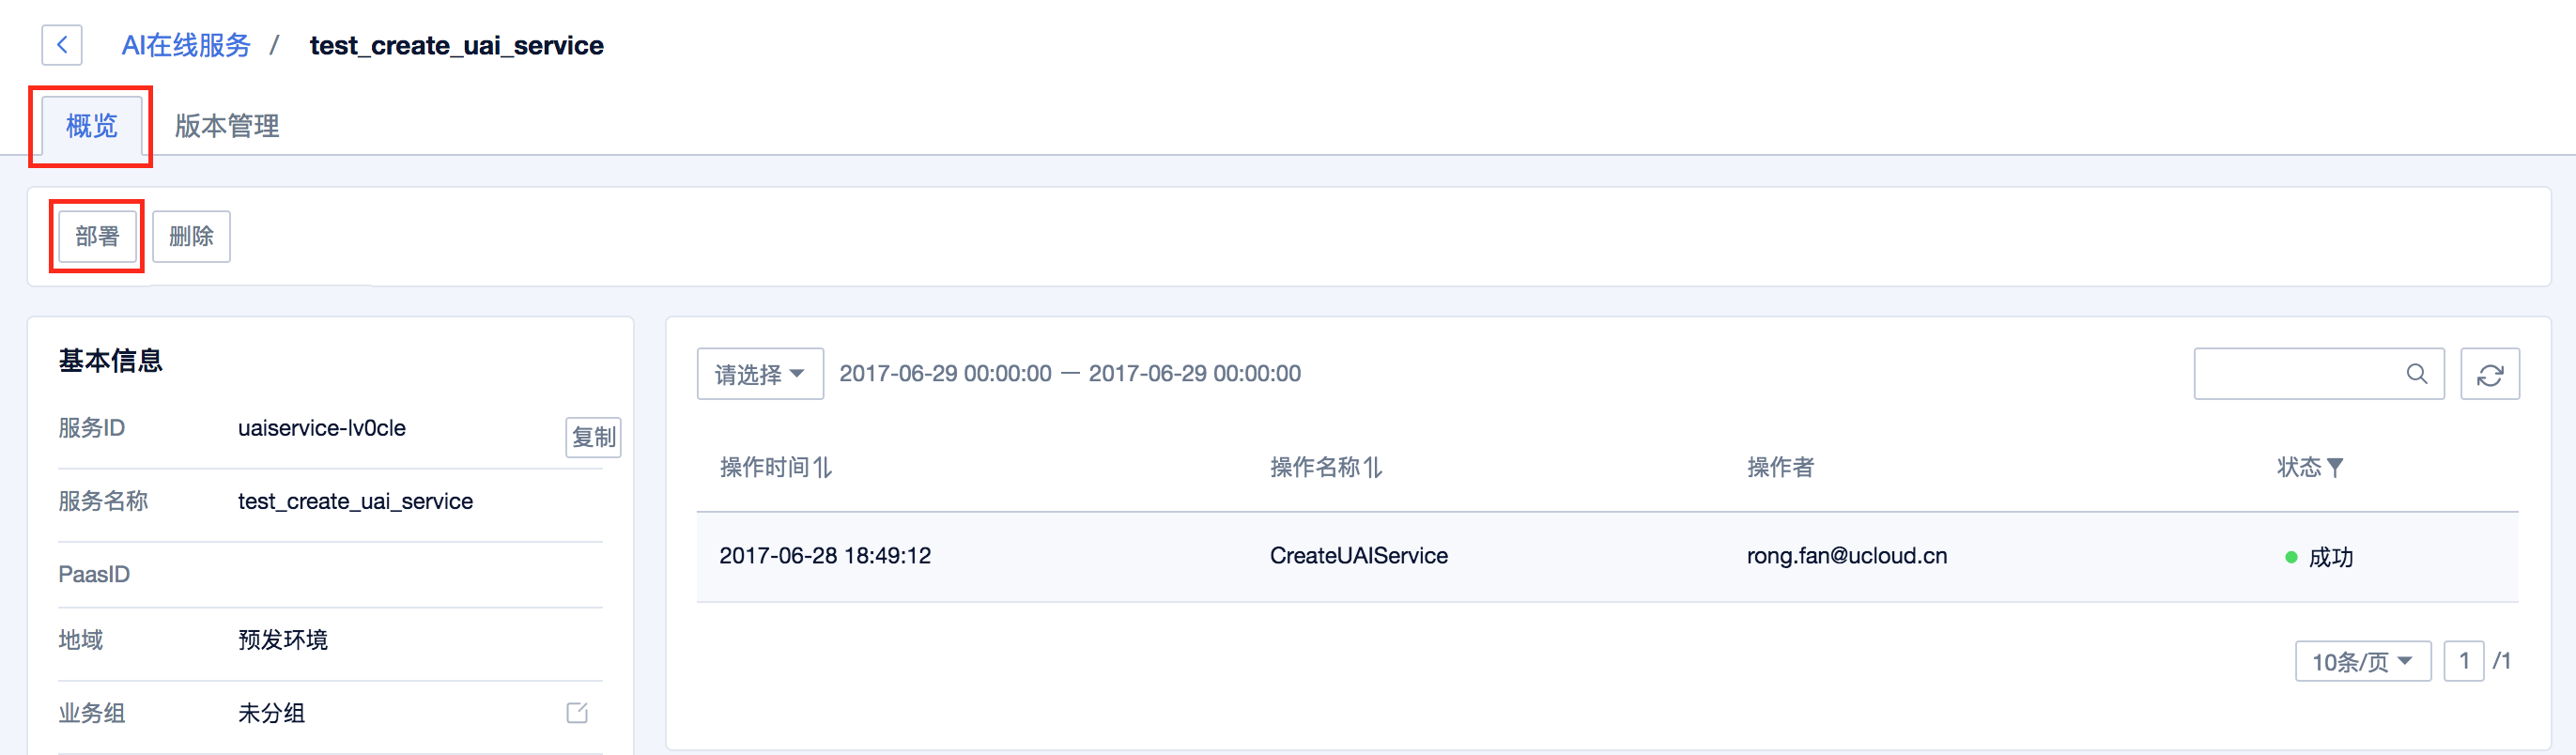 AI在线服务 / test_create_uai_service
概览 版本管理
部署 删除
基本信息
服务ID uaiservice-lv0cle 复制
服务名称 test_create_uai_service
PaasID
地域 预发环境
业务组 未分组
请选择 2017-06-29 00:00:00 — 2017-06-29 00:00:00
操作时间 操作名称 操作者 状态
2017-06-28 18:49:12 CreateUAIService rong.fan@ucloud.cn 成功
10条/页 1 /1